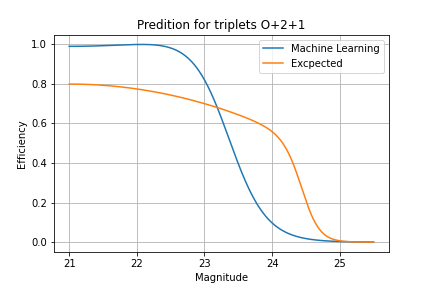 Predition for triplets O+2+1
Machine Learning
Excpected
Efficiency
1.0
0.8
0.6
0.4
0.2
0.0
21 22 23 24 25
Magnitude